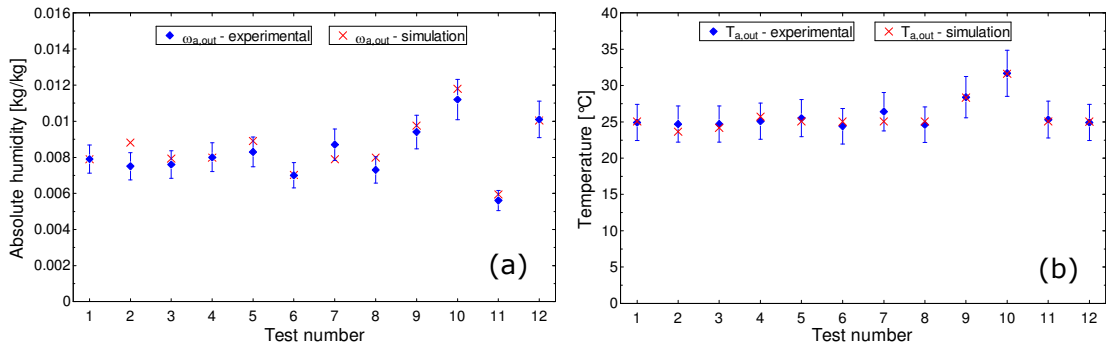 0.016
0.014
0.012
0.01
0.008
0.006
0.004
0.002
0
Absolute humidity [kg/kg]
ωa,out - experimental
ωa,out - simulation
(a)
1 2 3 4 5 6 7 8 9 10 11 12
Test number
40
35
30
25
20
15
10
5
0
Temperature [°C]
Ta,out - experimental
Ta,out - simulation
(b)
1 2 3 4 5 6 7 8 9 10 11 12
Test number